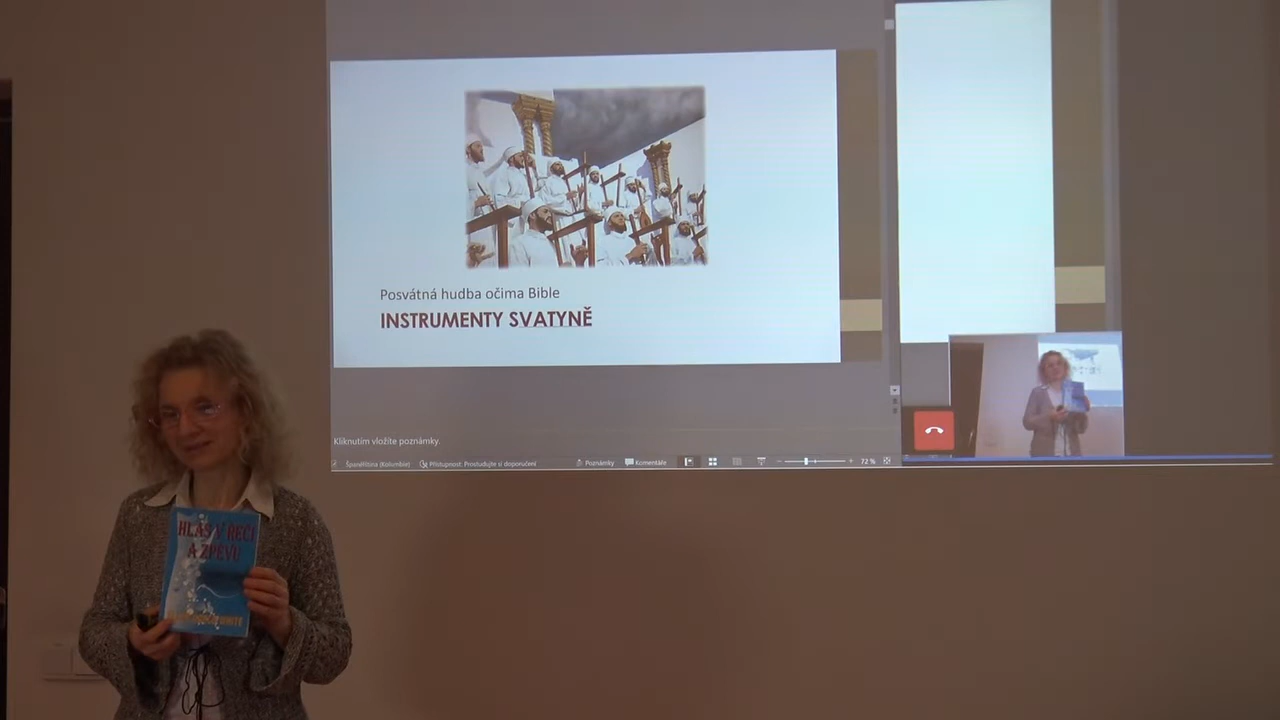 Posvátná hudba očima Bible
INSTRUMENTY SVATYNĚ
Kliknutím vložíte poznámky.
Španělština (Kolumbie) Přístupnost: Prostudujte si doporučení
Poznámky Komentáře 72 %
HLAS V ŘEČI
A ZPĚVU
WHITE